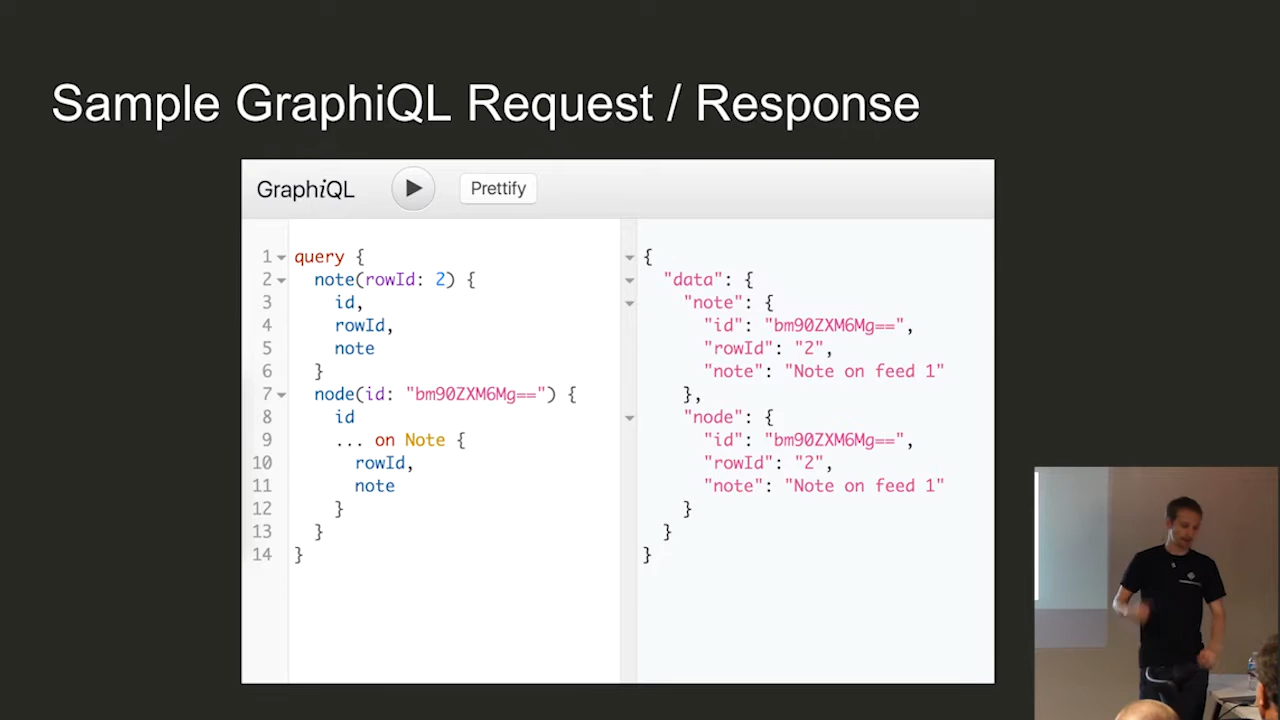 Sample GraphiQL Request / Response
GraphiQL
Prettify
1 query {
2 note(rowId: 2) {
3 id,
4 rowId,
5 note
6 }
7 node(id: "bm90ZXM6Mg==") {
8 id
9 ... on Note {
10 rowId,
11 note
12 }
13 }
14 }
{
"data": {
"note": {
"id": "bm90ZXM6Mg==",
"rowId": "2",
"note": "Note on feed 1"
},
"node": {
"id": "bm90ZXM6Mg==",
"rowId": "2",
"note": "Note on feed 1"
}
}
}